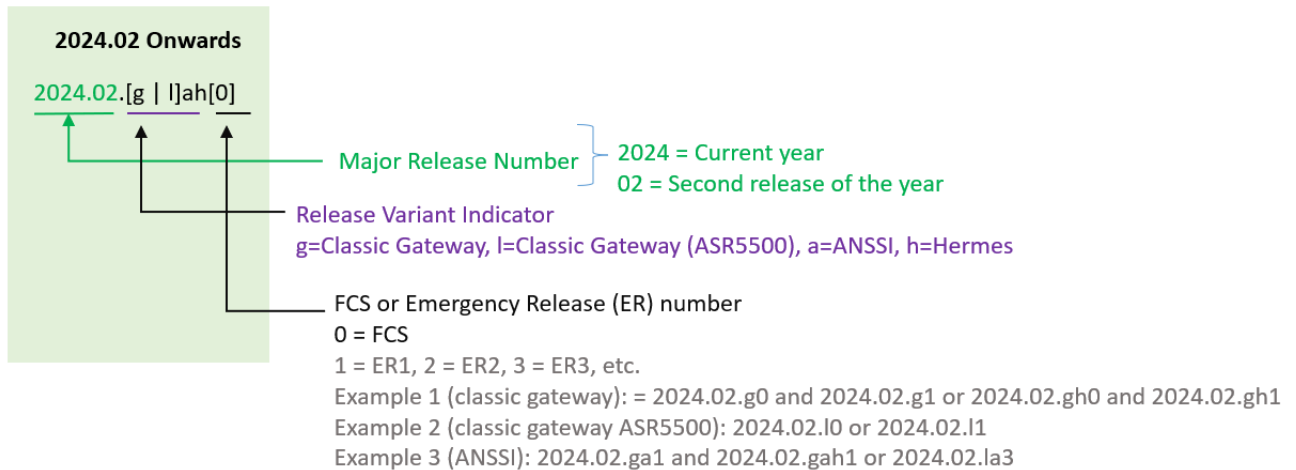 2024.02 Onwards
2024.02.[g | l]ah[0]
Major Release Number
2024 = Current year
02 = Second release of the year
Release Variant Indicator
g=Classic Gateway, l=Classic Gateway (ASR5500), a=ANSSI, h=Hermes
FCS or Emergency Release (ER) number
0 = FCS
1 = ER1, 2 = ER2, 3 = ER3, etc.
Example 1 (classic gateway): = 2024.02.g0 and 2024.02.g1 or 2024.02.gh0 and 2024.02.gh1
Example 2 (classic gateway ASR5500): 2024.02.l0 or 2024.02.l1
Example 3 (ANSSI): 2024.02.ga1 and 2024.02.gah1 or 2024.02.la3